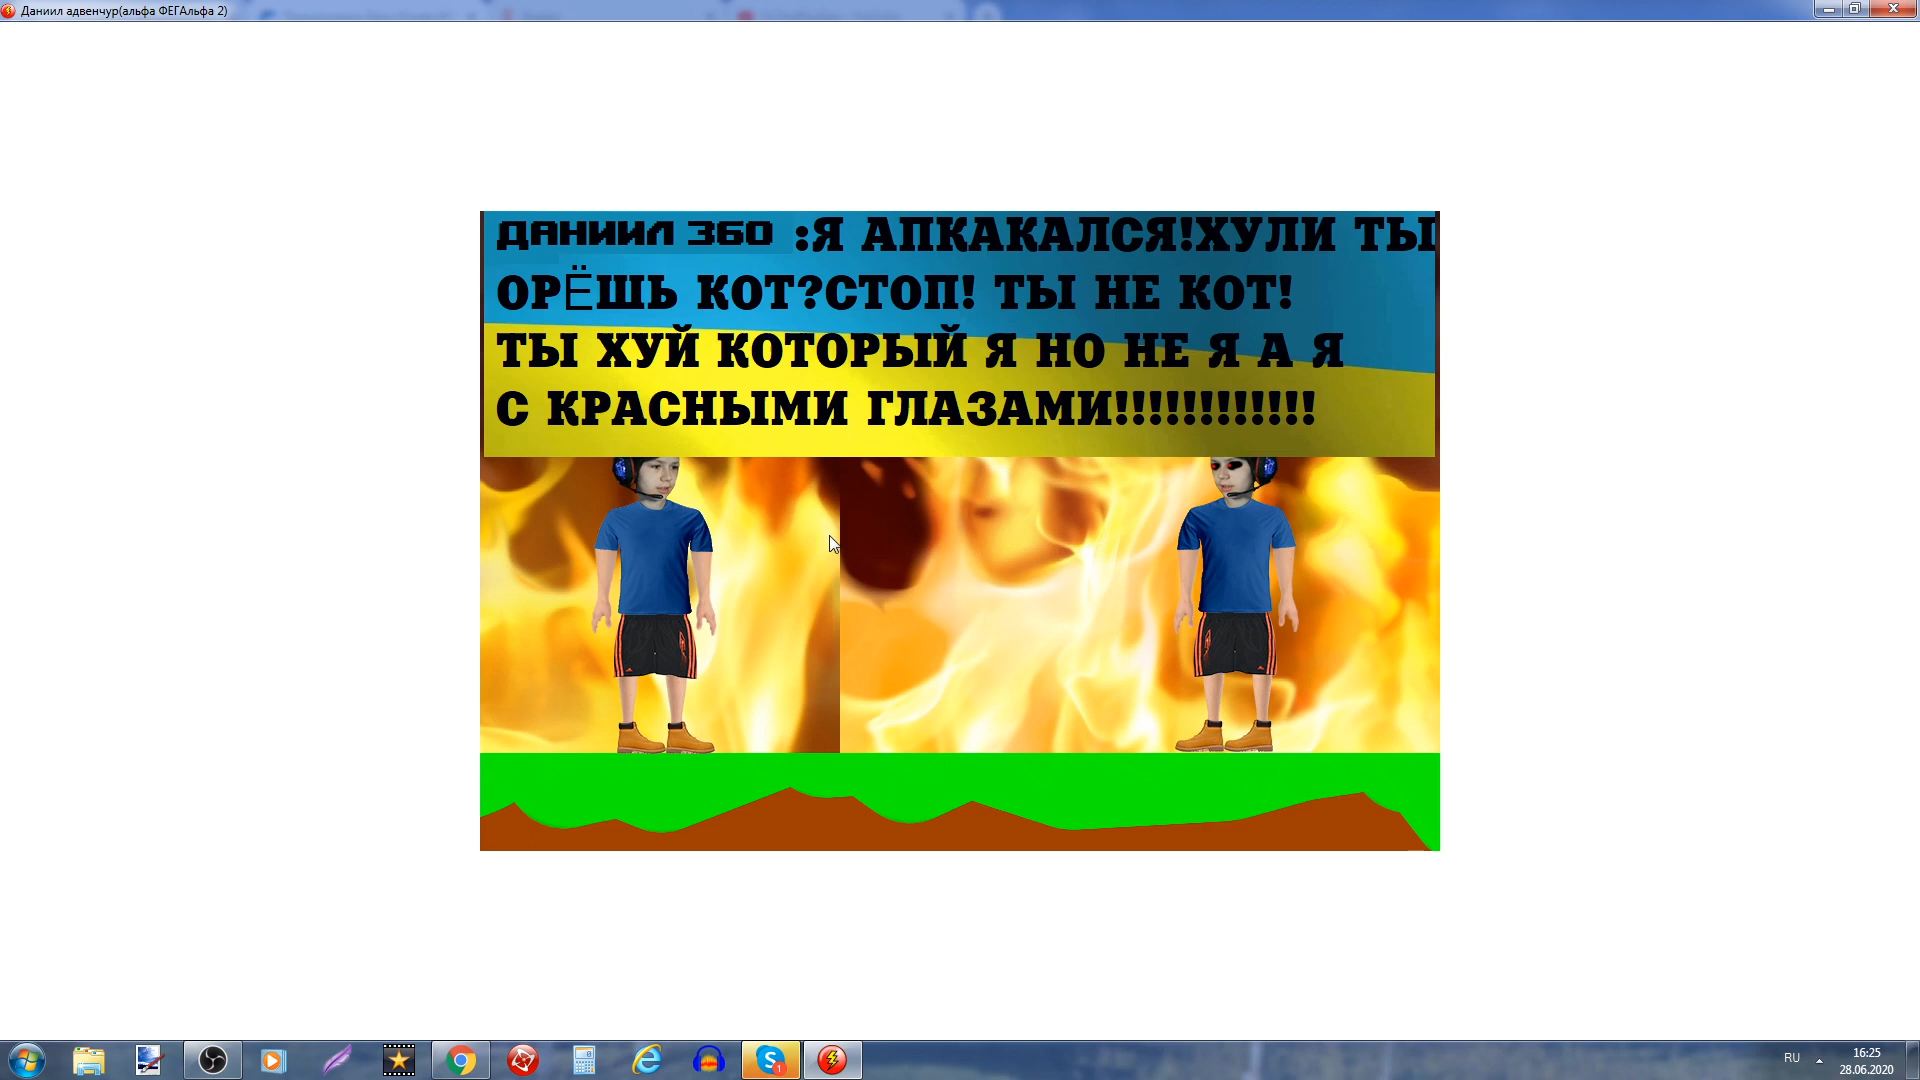 Даниил адвенчур(альфа ФЕГАльфа 2)
ДАНИИЛ 360 :Я АПКАКАЛСЯ!ХУЛИ ТЫ
ОРЁШЬ КОТ?СТОП! ТЫ НЕ КОТ!
ТЫ ХУЙ КОТОРЫЙ Я НО НЕ Я А Я
С КРАСНЫМИ ГЛАЗАМИ!!!!!!!!!!!!
1
RU
16:25
28.06.2020